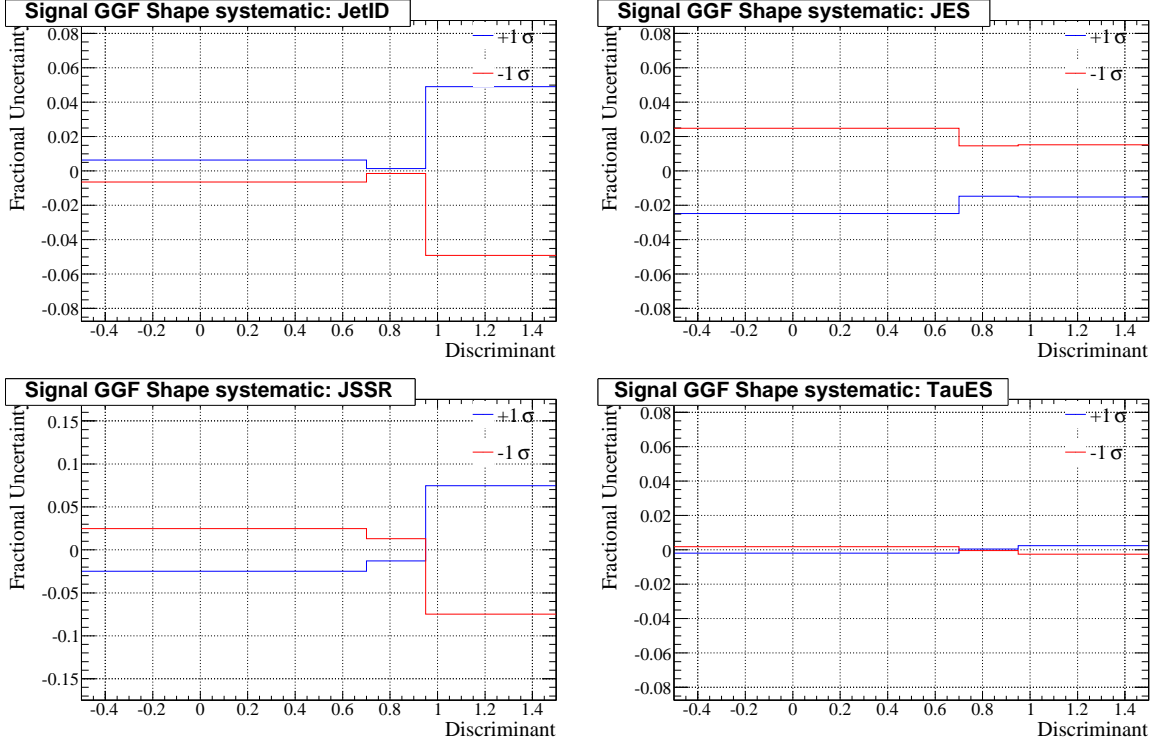 Signal GGF Shape systematic: JetID
Fractional Uncertainty
0.08
0.06
0.04
0.02
0
-0.02
-0.04
-0.06
-0.08
+1 σ
-1 σ
-0.4 -0.2 0 0.2 0.4 0.6 0.8 1 1.2 1.4
Discriminant
Signal GGF Shape systematic: JES
Fractional Uncertainty
0.08
0.06
0.04
0.02
0
-0.02
-0.04
-0.06
-0.08
+1 σ
-1 σ
-0.4 -0.2 0 0.2 0.4 0.6 0.8 1 1.2 1.4
Discriminant
Signal GGF Shape systematic: JSSR
Fractional Uncertainty
0.15
0.1
0.05
0
-0.05
-0.1
-0.15
+1 σ
-1 σ
-0.4 -0.2 0 0.2 0.4 0.6 0.8 1 1.2 1.4
Discriminant
Signal GGF Shape systematic: TauES
Fractional Uncertainty
0.08
0.06
0.04
0.02
0
-0.02
-0.04
-0.06
-0.08
+1 σ
-1 σ
-0.4 -0.2 0 0.2 0.4 0.6 0.8 1 1.2 1.4
Discriminant